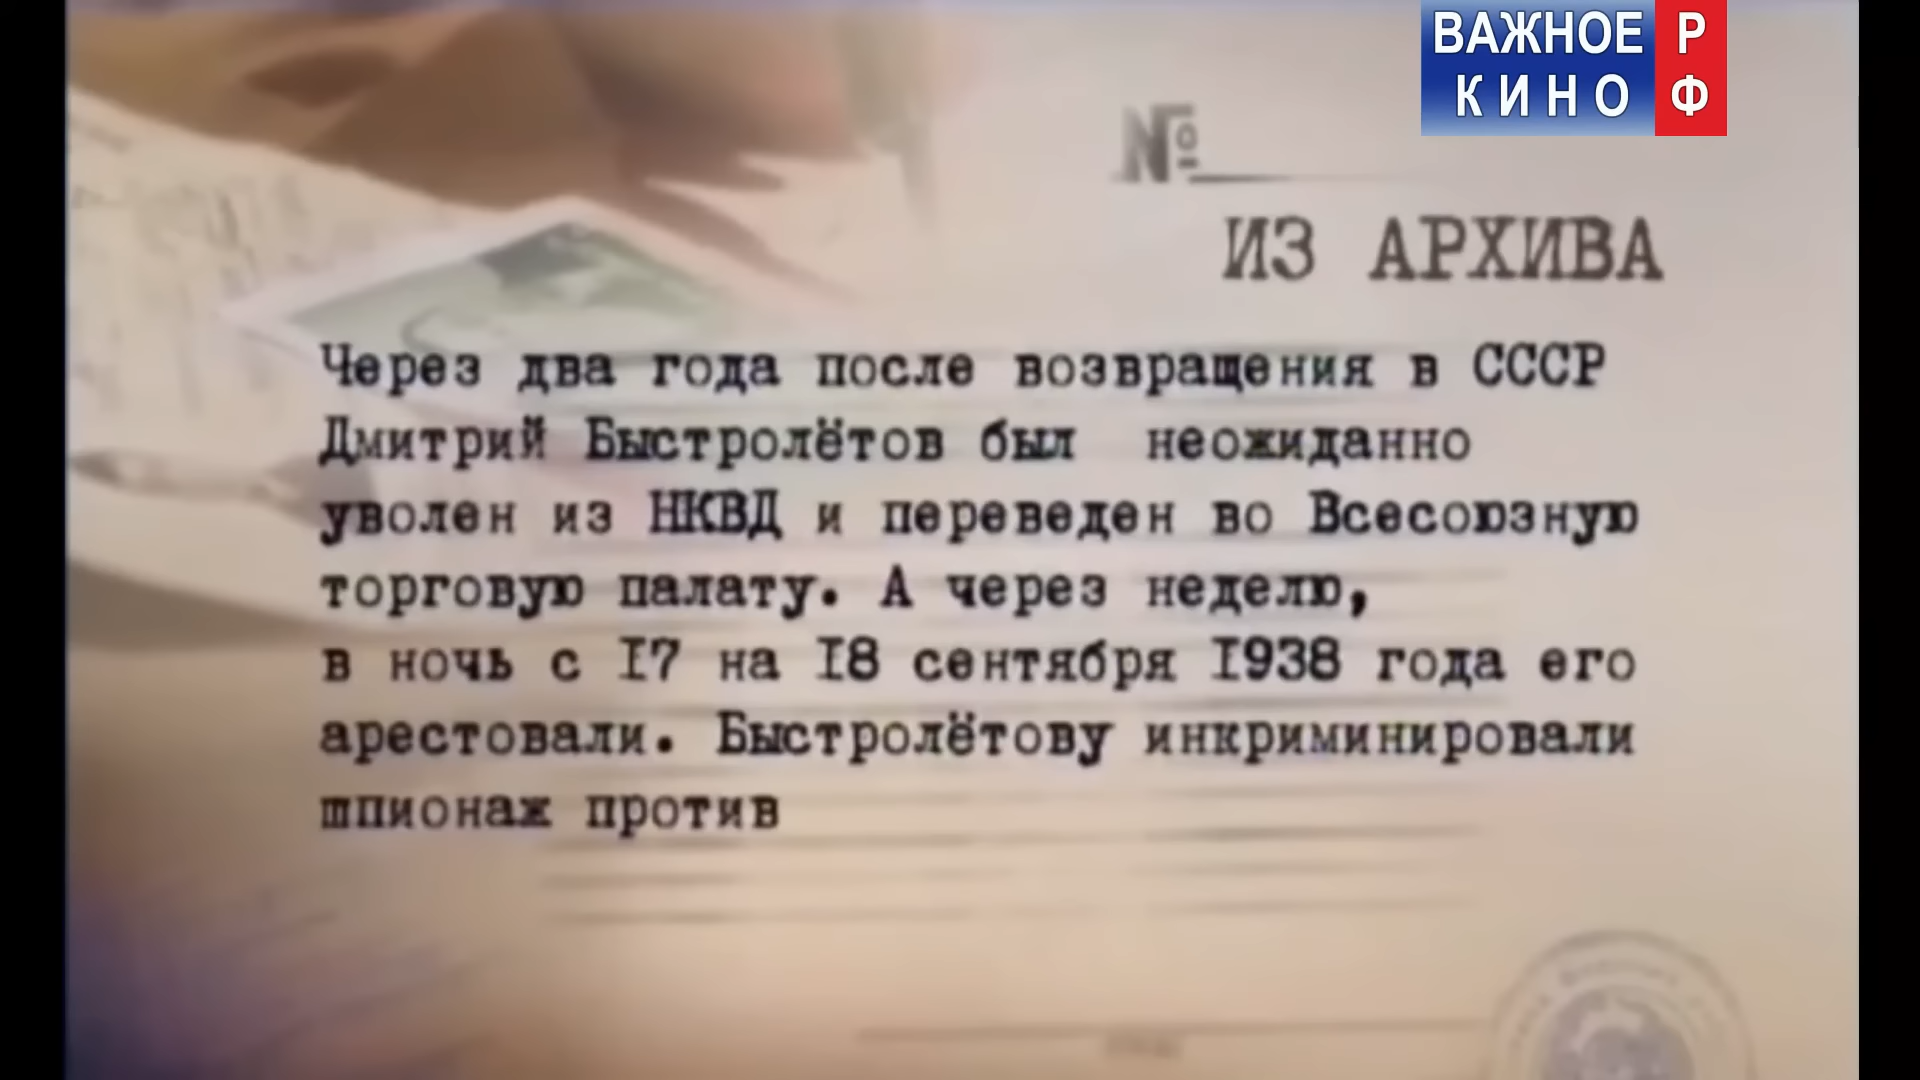 ВАЖНОЕ РФ
КИНО
№
ИЗ АРХИВА
Через два года после возвращения в СССР
Дмитрий Быстролётов был неожиданно
уволен из НКВД и переведен во Всесоюзную
торговую палату. А через неделю,
в ночь с 17 на 18 сентября 1938 года его
арестовали. Быстролётову инкриминировали
шпионаж против